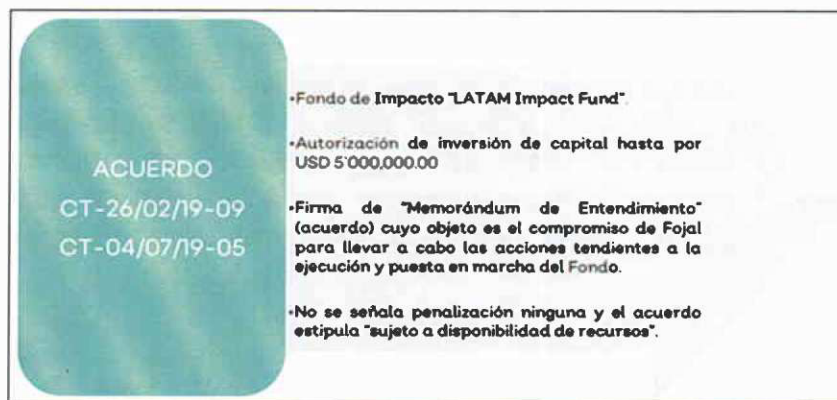 ACUERDO
CT-26/02/19-09
CT-04/07/19-05
•Fondo de Impacto "LATAM Impact Fund".
•Autorización de inversión de capital hasta por
USD 5'000,000.00
•Firma de "Memorándum de Entendimiento"
(acuerdo) cuyo objeto es el compromiso de Fojal
para llevar a cabo las acciones tendientes a la
ejecución y puesta en marcha del Fondo.
•No se señala penalización ninguna y el acuerdo
estipula "sujeto a disponibilidad de recursos".